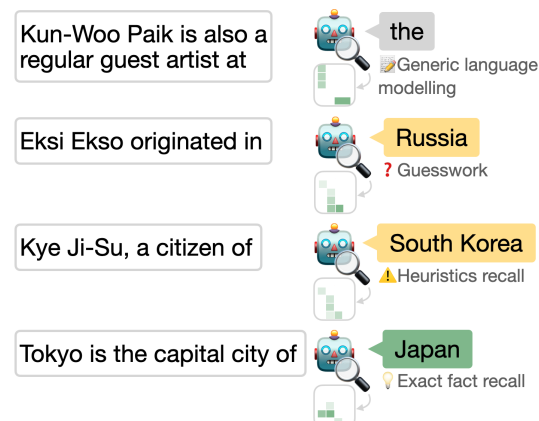 Kun-Woo Paik is also a
regular guest artist at
the
📝Generic language
modelling
Eksi Ekso originated in
Russia
❓ Guesswork
Kye Ji-Su, a citizen of
South Korea
⚠️Heuristics recall
Tokyo is the capital city of
Japan
💡Exact fact recall